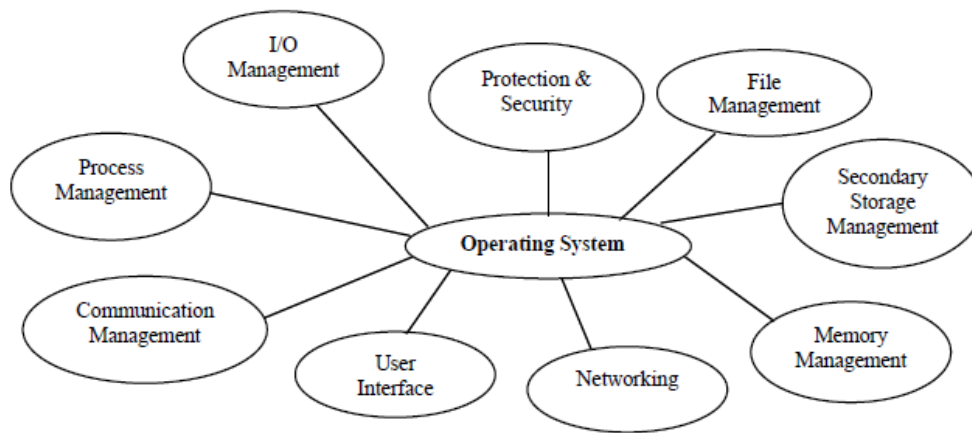 I/O
Management
Protection &
Security
File
Management
Process
Management
Secondary
Storage
Management
Operating System
Communication
Management
User
Interface
Networking
Memory
Management